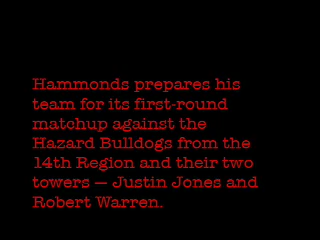 Hammonds prepares his
team for its first-round
matchup against the
Hazard Bulldogs from the
14th Region and their two
towers — Justin Jones and
Robert Warren.